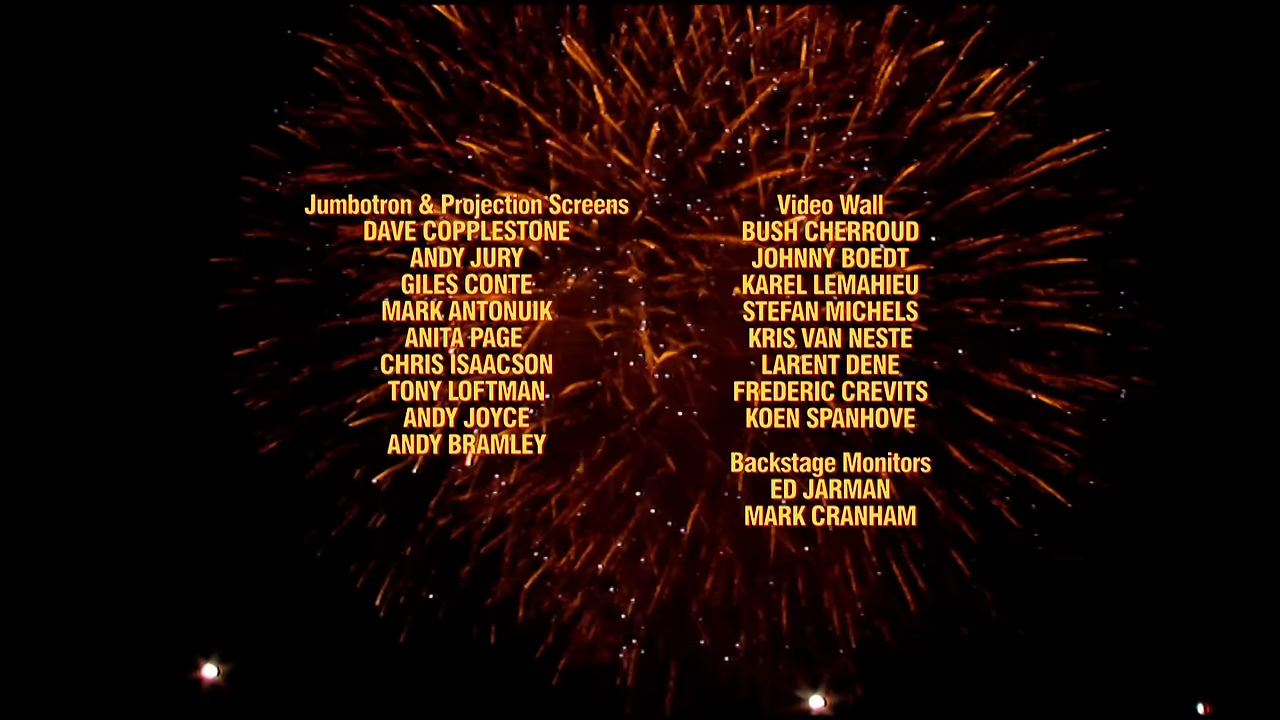 Jumbotron & Projection Screens
DAVE COPPLESTONE
ANDY JURY
GILES CONTE
MARK ANTONUIK
ANITA PAGE
CHRIS ISAACSON
TONY LOFTMAN
ANDY JOYCE
ANDY BRAMLEY
Video Wall
BUSH CHERROUD
JOHNNY BOEDT
KAREL LEMAHIEU
STEFAN MICHELS
KRIS VAN NESTE
LARENT DENE
FREDERIC CREVITS
KOEN SPANHOVE
Backstage Monitors
ED JARMAN
MARK CRANHAM